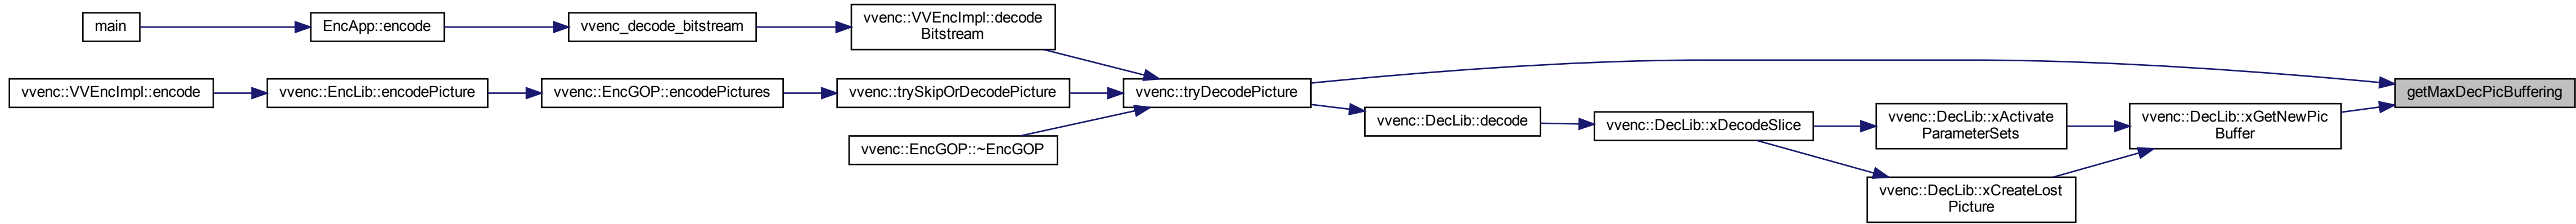 main
EncApp::encode
vvenc_decode_bitstream
vvenc::VVEncImpl::decode
Bitstream
vvenc::VVEncImpl::encode
vvenc::EncLib::encodePicture
vvenc::EncGOP::encodePictures
vvenc::trySkipOrDecodePicture
vvenc::tryDecodePicture
vvenc::EncGOP::~EncGOP
vvenc::DecLib::decode
vvenc::DecLib::xDecodeSlice
vvenc::DecLib::xActivate
ParameterSets
vvenc::DecLib::xCreateLost
Picture
vvenc::DecLib::xGetNewPic
Buffer
getMaxDecPicBuffering